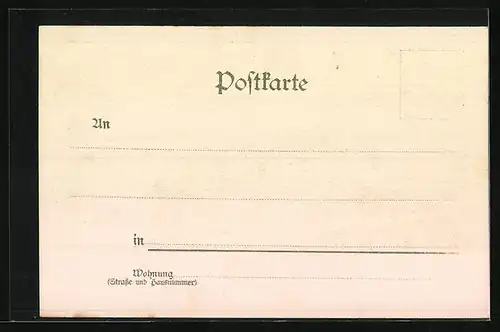 Poſtkarte
An
in
Wohnung
(Straße und Hausnummer)